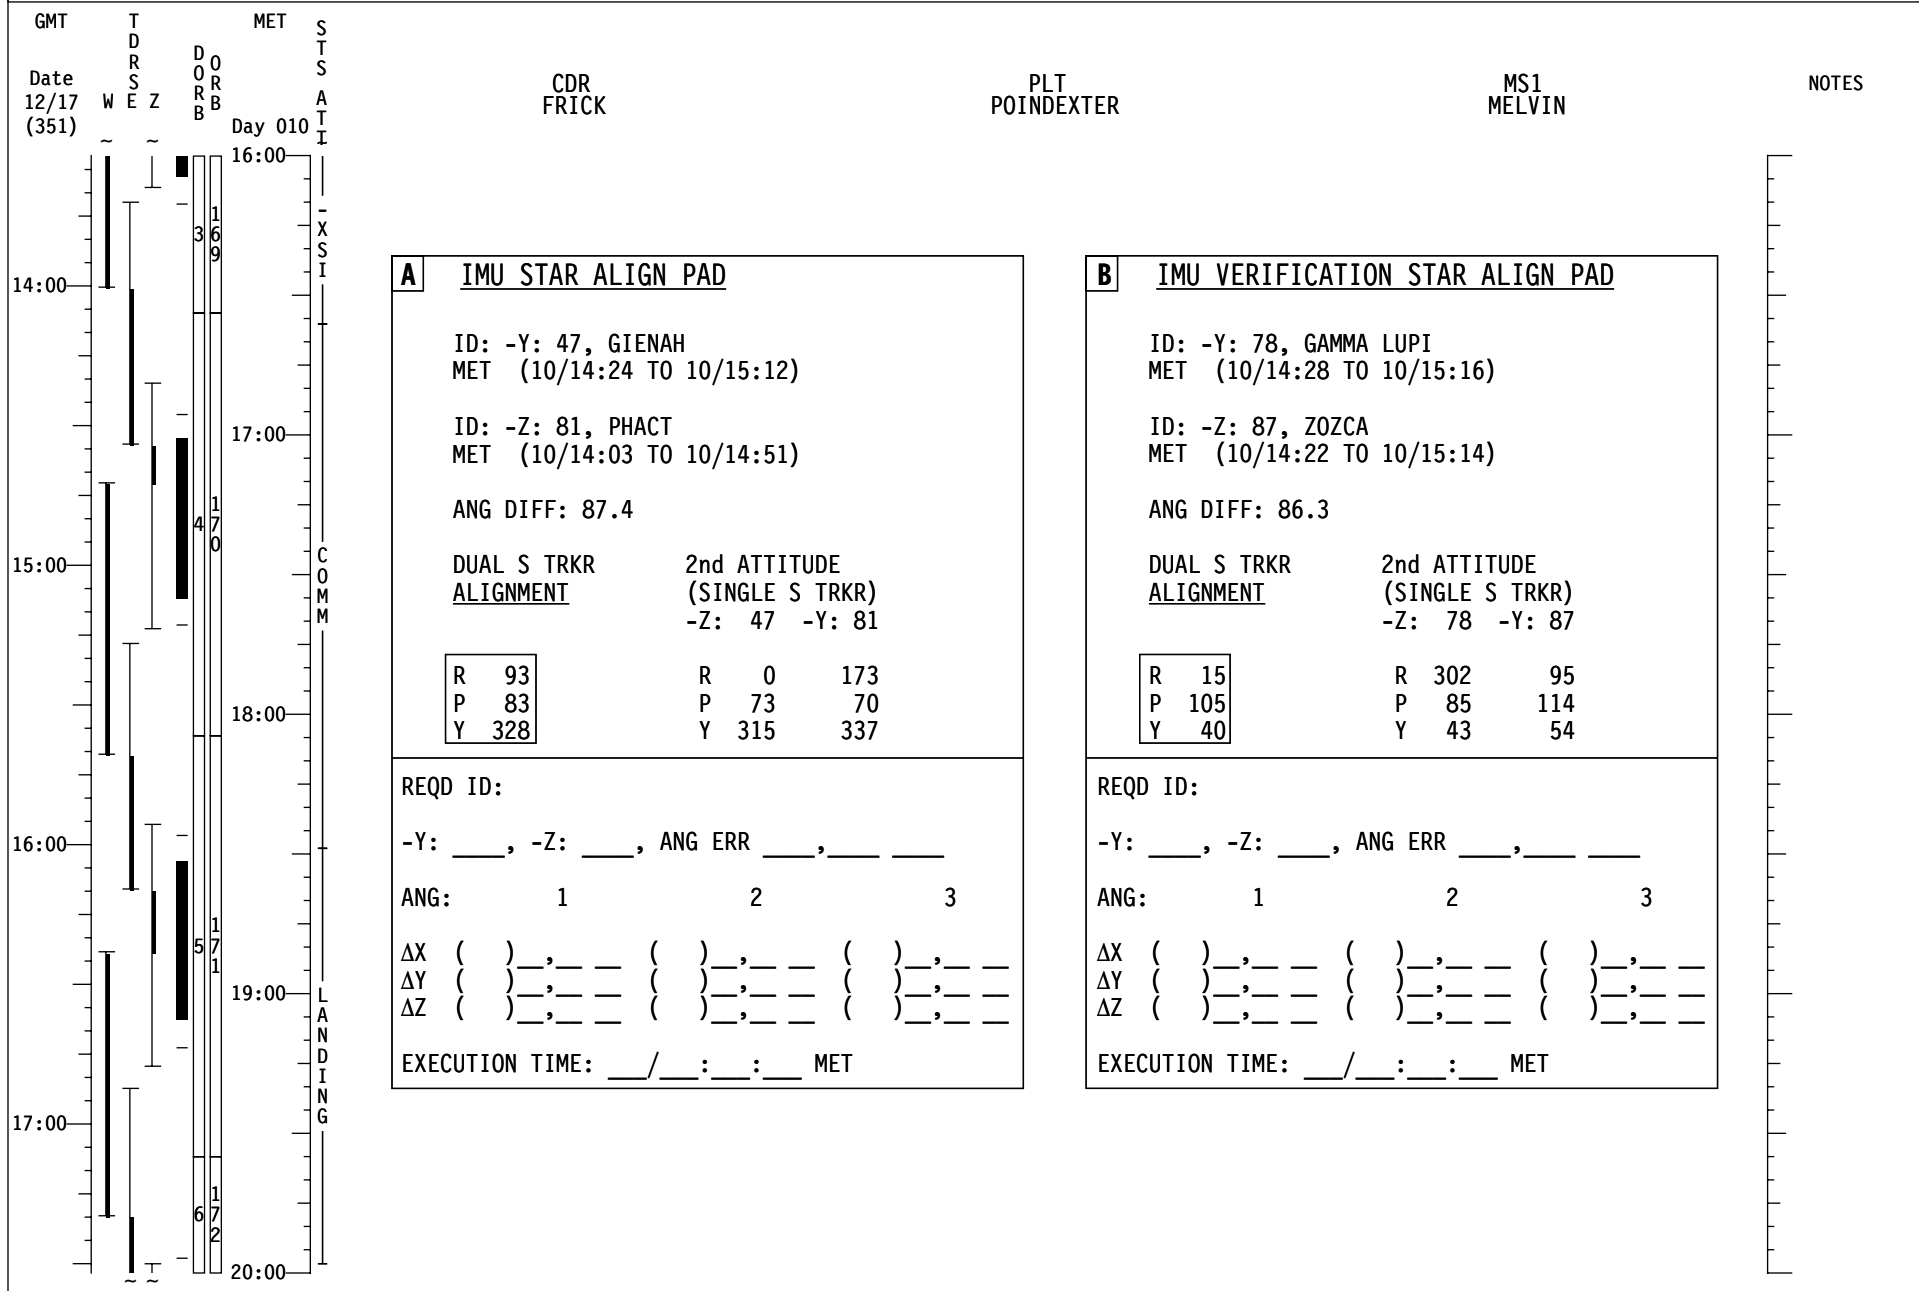 GMT TDRS DORB ORB MET STS ATT
Date
12/17
(351)
W E Z
Day 010
CDR
FRICK
PLT
POINDEXTER
MS1
MELVIN
NOTES
~ ~
16:00
14:00
17:00
15:00
18:00
16:00
19:00
17:00
20:00
~ ~
3
4
5
6
169
170
171
172
-XSI
COMM
LANDING
A IMU STAR ALIGN PAD
ID: -Y: 47, GIENAH
MET (10/14:24 TO 10/15:12)
ID: -Z: 81, PHACT
MET (10/14:03 TO 10/14:51)
ANG DIFF: 87.4
DUAL S TRKR 2nd ATTITUDE
ALIGNMENT (SINGLE S TRKR)
-Z: 47 -Y: 81
R 93 R 0 173
P 83 P 73 70
Y 328 Y 315 337
REQD ID:
-Y: ____, -Z: ____, ANG ERR ____,____ ____
ANG: 1 2 3
ΔX ( )__,__ __ ( )__,__ __ ( )__,__ __
ΔY ( )__,__ __ ( )__,__ __ ( )__,__ __
ΔZ ( )__,__ __ ( )__,__ __ ( )__,__ __
EXECUTION TIME: ___/___:___:___ MET
B IMU VERIFICATION STAR ALIGN PAD
ID: -Y: 78, GAMMA LUPI
MET (10/14:28 TO 10/15:16)
ID: -Z: 87, ZOZCA
MET (10/14:22 TO 10/15:14)
ANG DIFF: 86.3
DUAL S TRKR 2nd ATTITUDE
ALIGNMENT (SINGLE S TRKR)
-Z: 78 -Y: 87
R 15 R 302 95
P 105 P 85 114
Y 40 Y 43 54
REQD ID:
-Y: ____, -Z: ____, ANG ERR ____,____ ____
ANG: 1 2 3
ΔX ( )__,__ __ ( )__,__ __ ( )__,__ __
ΔY ( )__,__ __ ( )__,__ __ ( )__,__ __
ΔZ ( )__,__ __ ( )__,__ __ ( )__,__ __
EXECUTION TIME: ___/___:___:___ MET